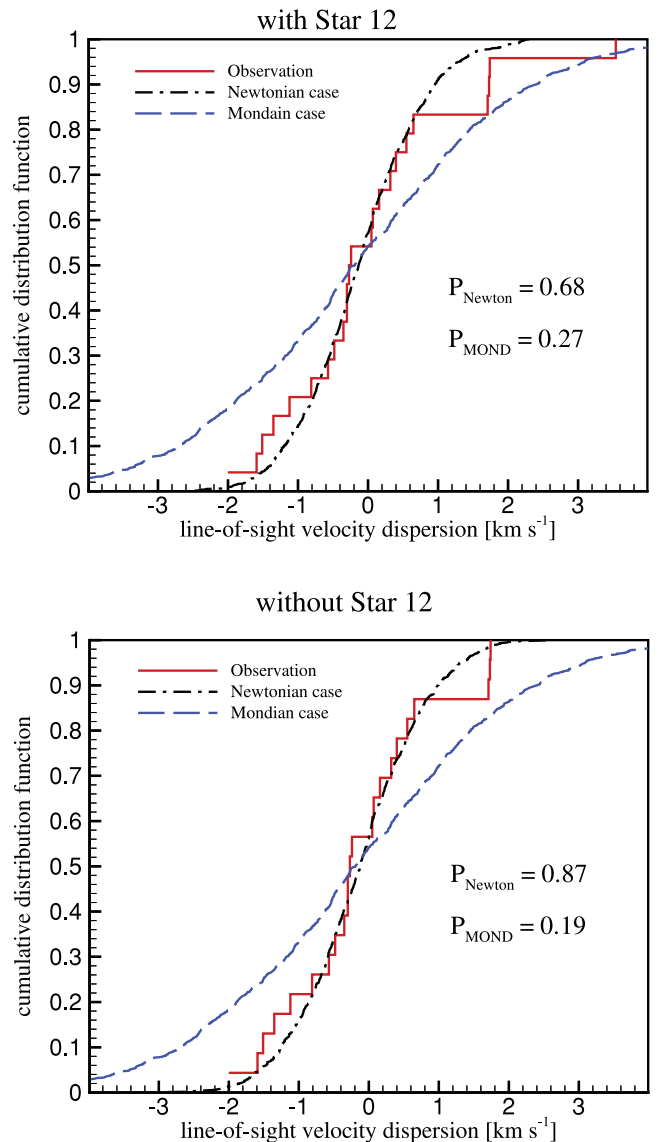 with Star 12
1
0.9
0.8
0.7
0.6
0.5
0.4
0.3
0.2
0.1
0
cumulative distribution function
Observation
Newtonian case
Mondain case
P_Newton = 0.68
P_MOND = 0.27
-3 -2 -1 0 1 2 3
line-of-sight velocity dispersion [km s⁻¹]
without Star 12
1
0.9
0.8
0.7
0.6
0.5
0.4
0.3
0.2
0.1
0
cumulative distribution function
Observation
Newtonian case
Mondian case
P_Newton = 0.87
P_MOND = 0.19
-3 -2 -1 0 1 2 3
line-of-sight velocity dispersion [km s⁻¹]